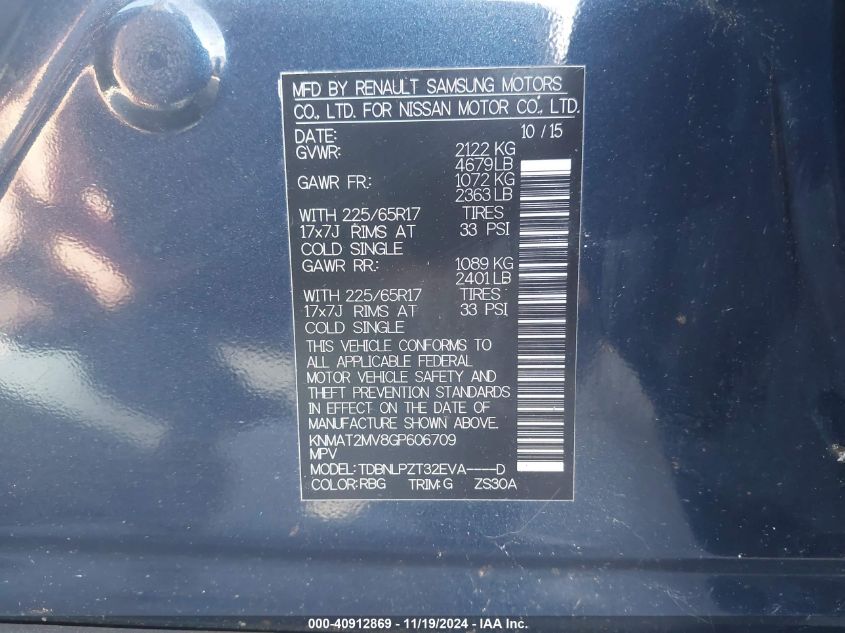 MFD BY RENAULT SAMSUNG MOTORS
CO., LTD. FOR NISSAN MOTOR CO., LTD.
DATE: 10 / 15
GVWR: 2122 KG
4679 LB
GAWR FR.: 1072 KG
2363 LB
WITH 225/65R17 TIRES
17x7J RIMS AT 33 PSI
COLD SINGLE
GAWR RR.: 1089 KG
2401 LB
WITH 225/65R17 TIRES
17x7J RIMS AT 33 PSI
COLD SINGLE
THIS VEHICLE CONFORMS TO
ALL APPLICABLE FEDERAL
MOTOR VEHICLE SAFETY AND
THEFT PREVENTION STANDARDS
IN EFFECT ON THE DATE OF
MANUFACTURE SHOWN ABOVE.
KNMAT2MV8GP606709
MPV
MODEL: TDBNLPZT32EVA----D
COLOR: RBG TRIM: G ZS30A
000-40912869 - 11/19/2024 - IAA Inc.